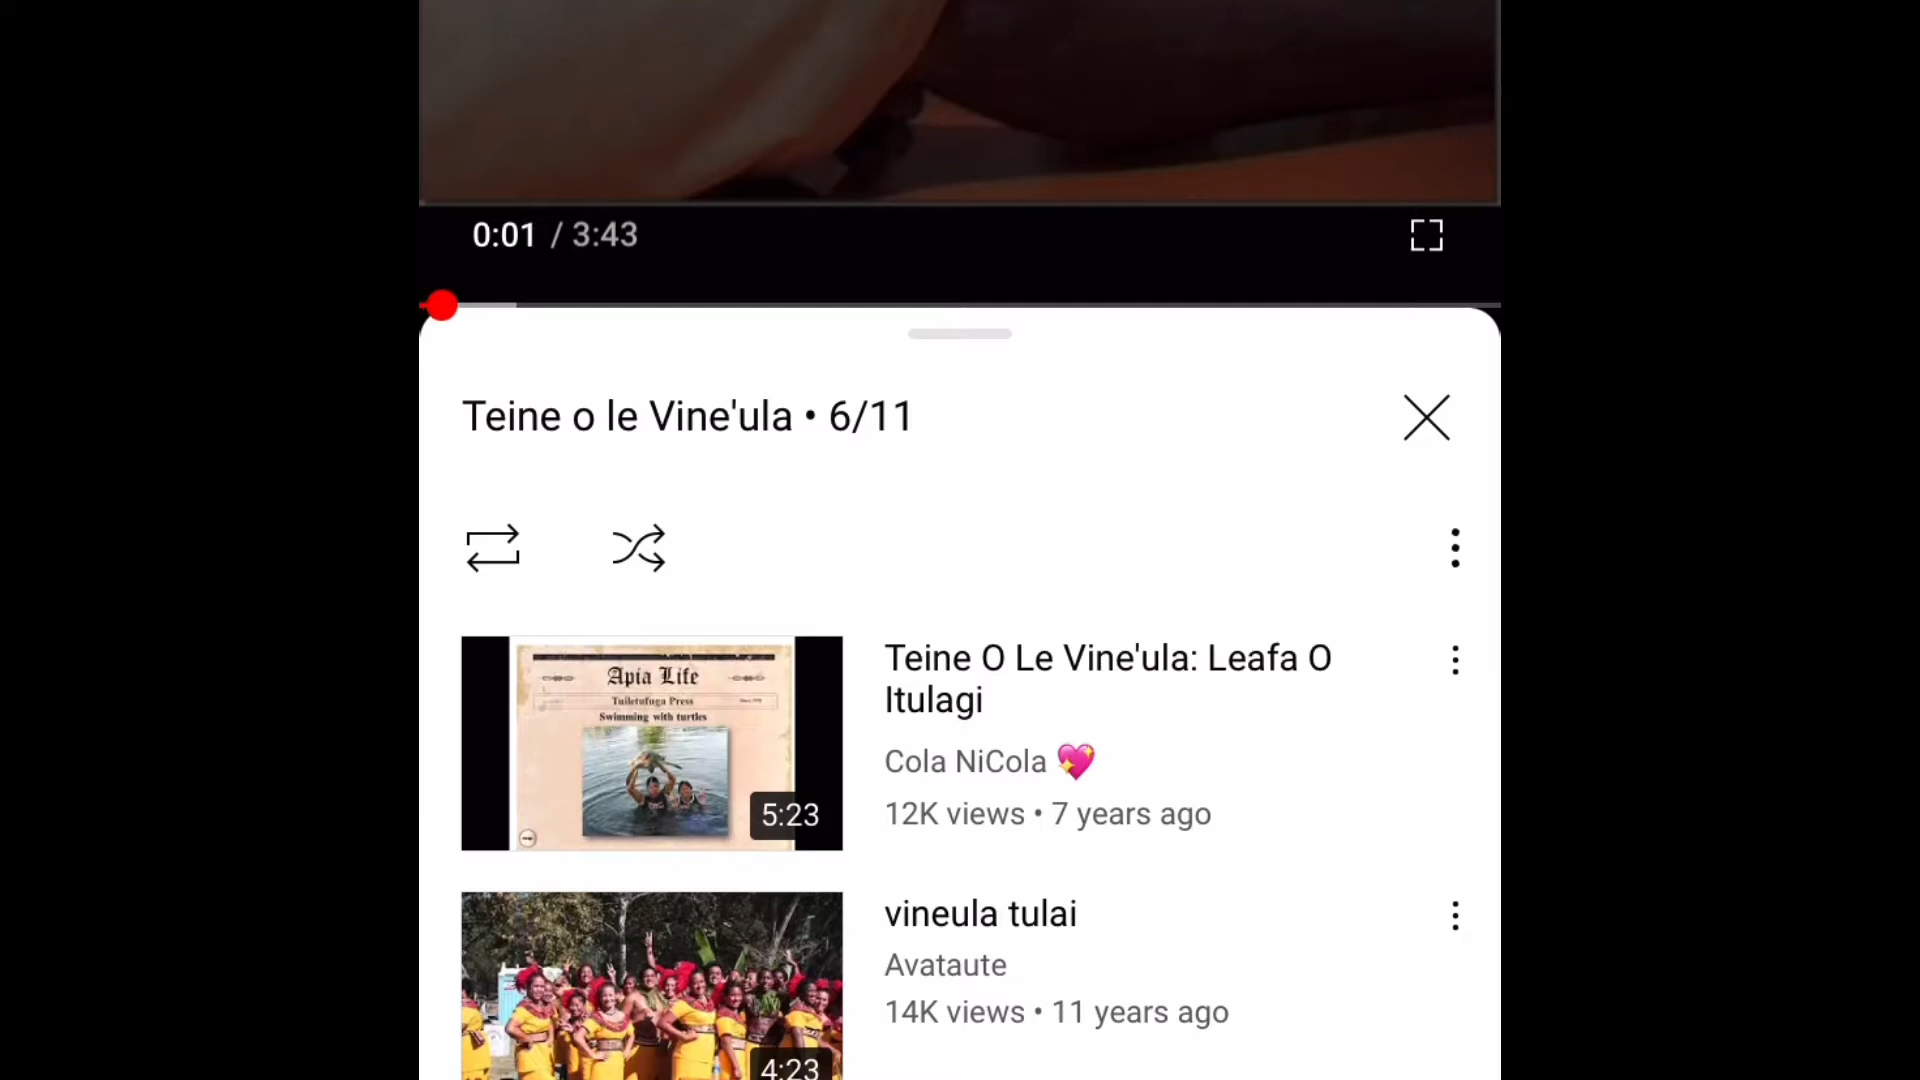 0:01 / 3:43
Teine o le Vine'ula • 6/11
Apia Life
Tuiletufuga Press
Swimming with turtles
5:23
Teine O Le Vine'ula: Leafa O
Itulagi
Cola NiCola 💖
12K views • 7 years ago
4:23
vineula tulai
Avataute
14K views • 11 years ago